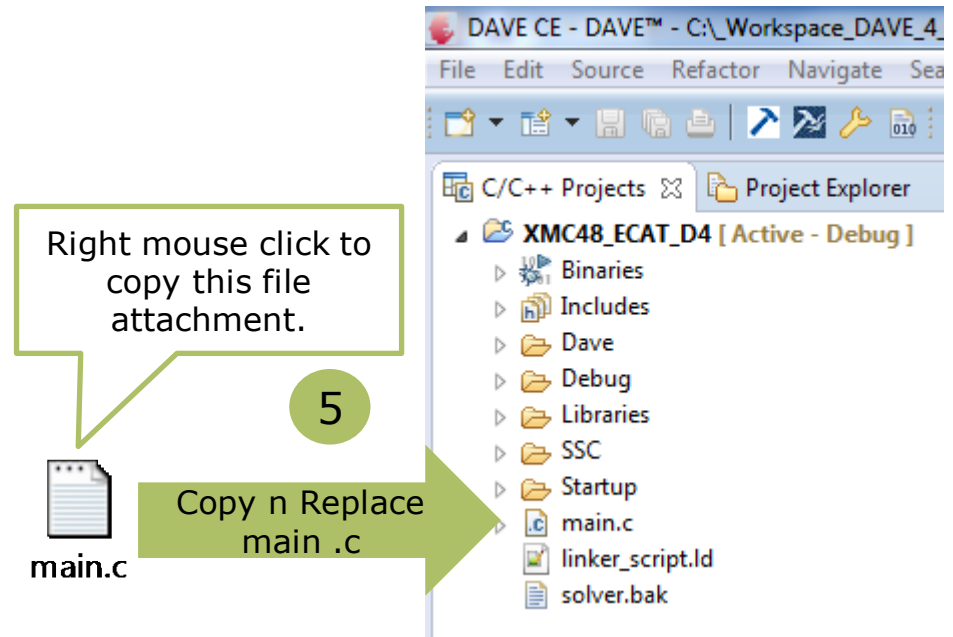 DAVE CE - DAVE™ - C:\_Workspace_DAVE_4_
File Edit Source Refactor Navigate Sea
010
C/C++ Projects Project Explorer
XMC48_ECAT_D4 [ Active - Debug ]
Binaries
Includes
Dave
Debug
Libraries
SSC
Startup
main.c
linker_script.ld
solver.bak
Right mouse click to
copy this file
attachment.
5
main.c
Copy n Replace
main .c